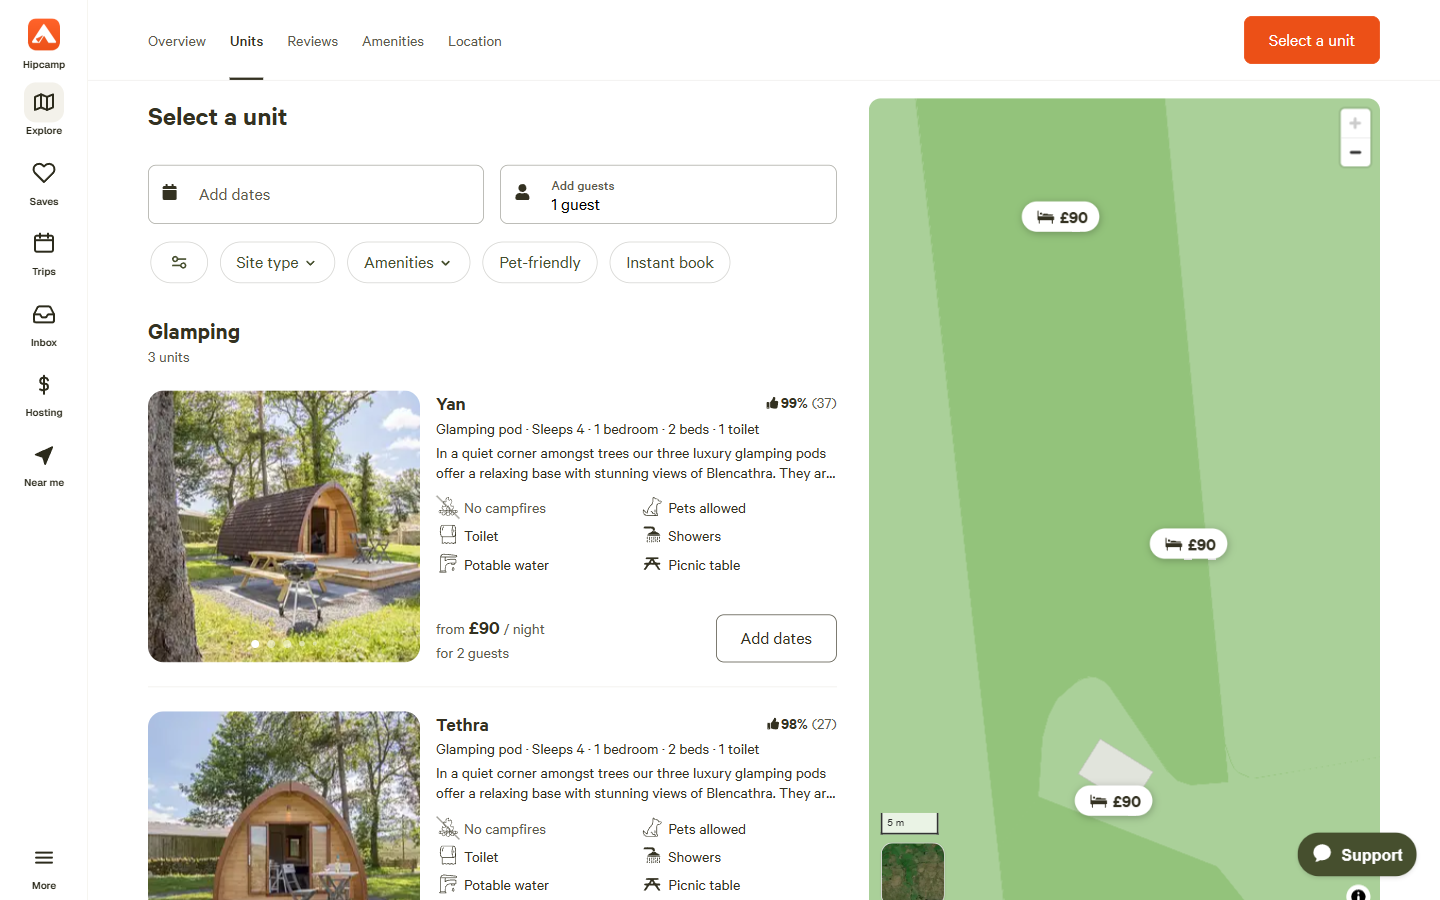 Hipcamp
Explore
Saves
Trips
Inbox
Hosting
Near me
More
Overview
Units
Reviews
Amenities
Location
Select a unit
Select a unit
Add dates
Add guests
1 guest
Site type
Amenities
Pet-friendly
Instant book
Glamping
3 units
Yan
99% (37)
Glamping pod · Sleeps 4 · 1 bedroom · 2 beds · 1 toilet
In a quiet corner amongst trees our three luxury glamping pods
offer a relaxing base with stunning views of Blencathra. They ar...
No campfires
Pets allowed
Toilet
Showers
Potable water
Picnic table
from £90 / night
for 2 guests
Add dates
Tethra
98% (27)
Glamping pod · Sleeps 4 · 1 bedroom · 2 beds · 1 toilet
In a quiet corner amongst trees our three luxury glamping pods
offer a relaxing base with stunning views of Blencathra. They ar...
No campfires
Pets allowed
Toilet
Showers
Potable water
Picnic table
£90
£90
£90
5 m
Support